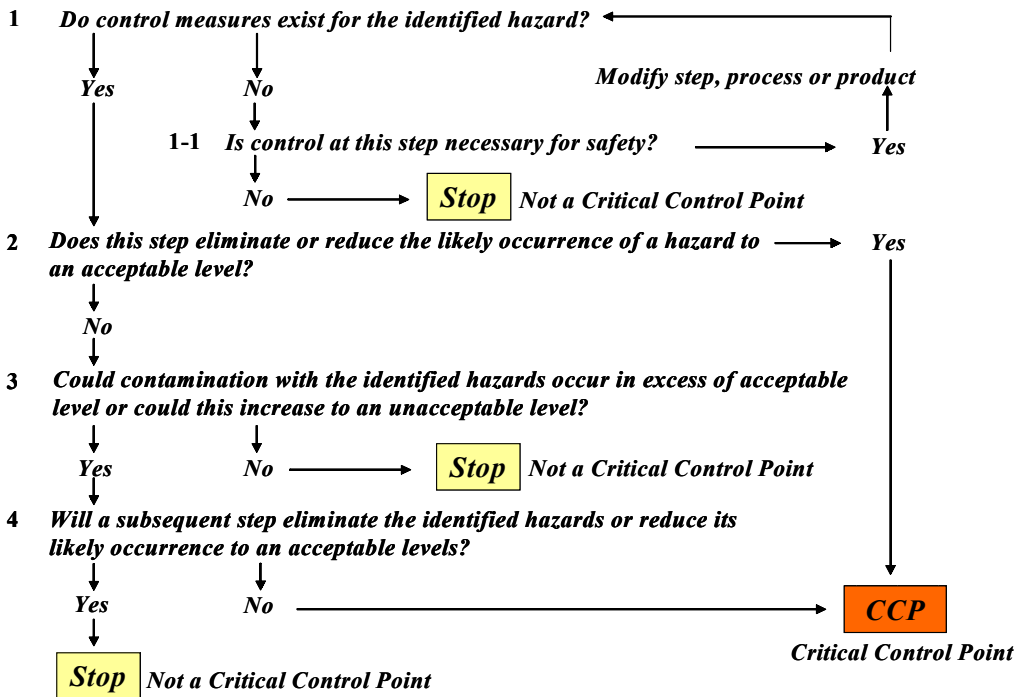 1 Do control measures exist for the identified hazard?
Modify step, process or product
Yes No
1-1 Is control at this step necessary for safety? Yes
No Stop Not a Critical Control Point
2 Does this step eliminate or reduce the likely occurrence of a hazard to Yes
an acceptable level?
No
3 Could contamination with the identified hazards occur in excess of acceptable
level or could this increase to an unacceptable level?
Yes No Stop Not a Critical Control Point
4 Will a subsequent step eliminate the identified hazards or reduce its
likely occurrence to an acceptable levels?
Yes No CCP
Critical Control Point
Stop Not a Critical Control Point